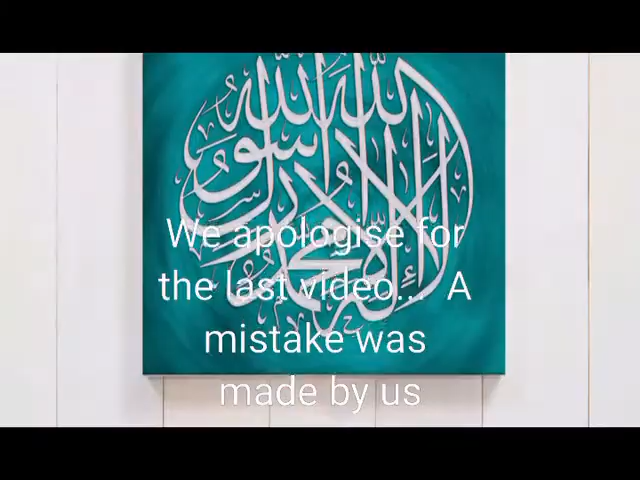 لا إله إلا الله محمد رسول الله
We apologise for
the last video... A
mistake was
made by us